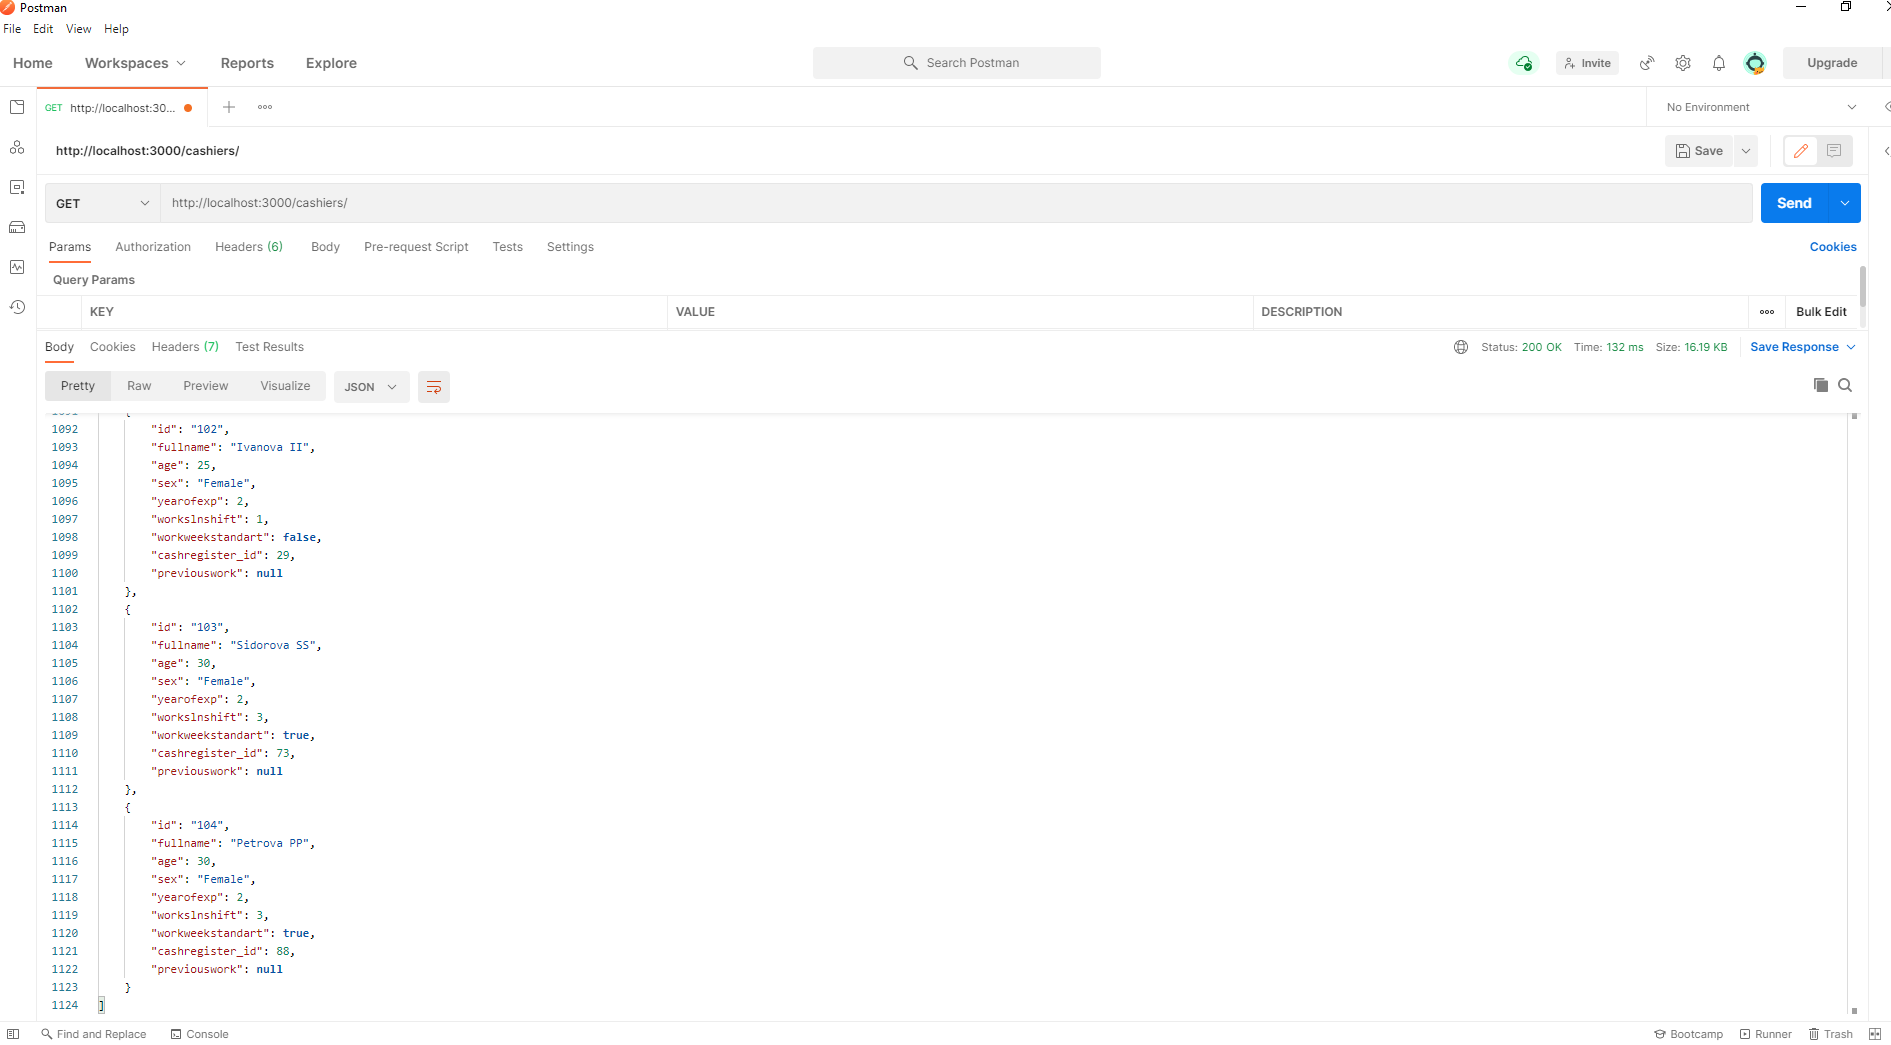 Postman
File Edit View Help
Home Workspaces Reports Explore Search Postman Invite Upgrade
GET http://localhost:30... No Environment
http://localhost:3000/cashiers/ Save
GET http://localhost:3000/cashiers/ Send
Params Authorization Headers (6) Body Pre-request Script Tests Settings Cookies
Query Params
KEY VALUE DESCRIPTION Bulk Edit
Body Cookies Headers (7) Test Results Status: 200 OK Time: 132 ms Size: 16.19 KB Save Response
Pretty Raw Preview Visualize JSON
1091 {
1092 "id": "102",
1093 "fullname": "Ivanova II",
1094 "age": 25,
1095 "sex": "Female",
1096 "yearofexp": 2,
1097 "workslnshift": 1,
1098 "workweekstandart": false,
1099 "cashregister_id": 29,
1100 "previouswork": null
1101 },
1102 {
1103 "id": "103",
1104 "fullname": "Sidorova SS",
1105 "age": 30,
1106 "sex": "Female",
1107 "yearofexp": 2,
1108 "workslnshift": 3,
1109 "workweekstandart": true,
1110 "cashregister_id": 73,
1111 "previouswork": null
1112 },
1113 {
1114 "id": "104",
1115 "fullname": "Petrova PP",
1116 "age": 30,
1117 "sex": "Female",
1118 "yearofexp": 2,
1119 "workslnshift": 3,
1120 "workweekstandart": true,
1121 "cashregister_id": 88,
1122 "previouswork": null
1123 }
1124 ]
Find and Replace Console Bootcamp Runner Trash